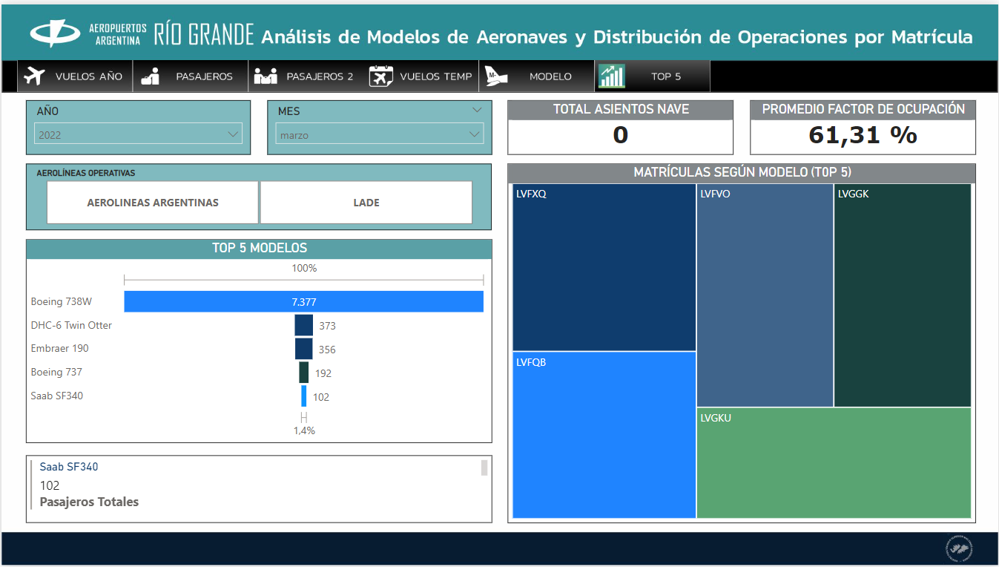 AEROPUERTOS
ARGENTINA
RÍO GRANDE
Análisis de Modelos de Aeronaves y Distribución de Operaciones por Matrícula
VUELOS AÑO
PASAJEROS
PASAJEROS 2
VUELOS TEMP
M-
MODELO
TOP 5
AÑO
2022
MES
marzo
TOTAL ASIENTOS NAVE
0
PROMEDIO FACTOR DE OCUPACIÓN
61,31 %
AEROLÍNEAS OPERATIVAS
AEROLINEAS ARGENTINAS
LADE
TOP 5 MODELOS
100%
Boeing 738W 7.377
DHC-6 Twin Otter 373
Embraer 190 356
Boeing 737 192
Saab SF340 102
1,4%
Saab SF340
102
Pasajeros Totales
MATRÍCULAS SEGÚN MODELO (TOP 5)
LVFXQ
LVFVO
LVGGK
LVFQB
LVGKU